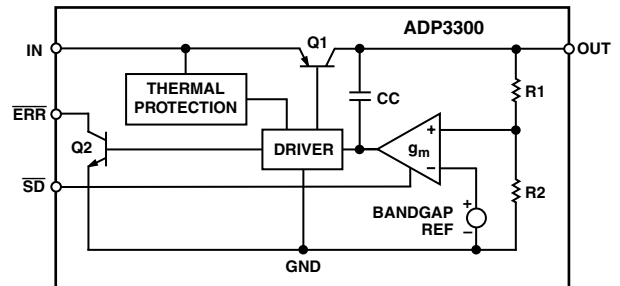 ADP3300
IN
Q1
OUT
THERMAL
PROTECTION
CC
R1
ERR
Q2
DRIVER
gm
+
−
SD
R2
BANDGAP
REF
+
−
GND